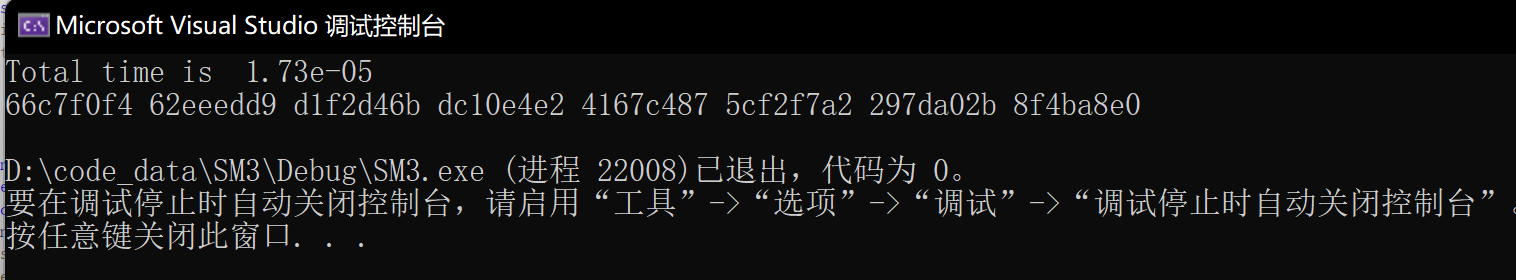 Microsoft Visual Studio 调试控制台
Total time is  1.73e-05
66c7f0f4 62eeedd9 d1f2d46b dc10e4e2 4167c487 5cf2f7a2 297da02b 8f4ba8e0
D:\code_data\SM3\Debug\SM3.exe (进程 22008)已退出，代码为 0。
要在调试停止时自动关闭控制台，请启用“工具”->“选项”->“调试”->“调试停止时自动关闭控制台”。
按任意键关闭此窗口. . .